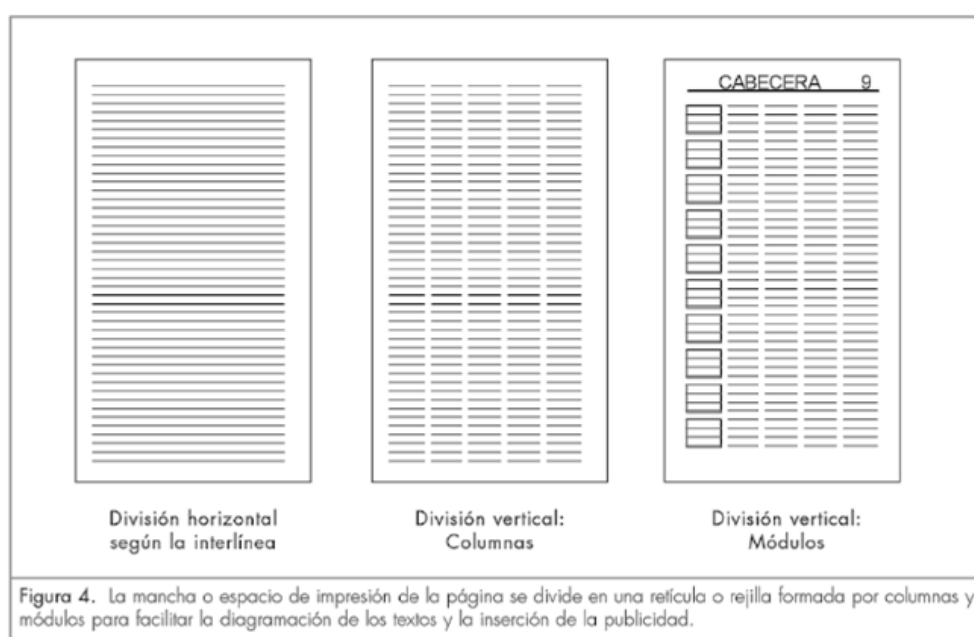 CABECERA 9
División horizontal
según la interlínea
División vertical:
Columnas
División vertical:
Módulos
Figura 4. La mancha o espacio de impresión de la página se divide en una retícula o rejilla formada por columnas y
módulos para facilitar la diagramación de los textos y la inserción de la publicidad.